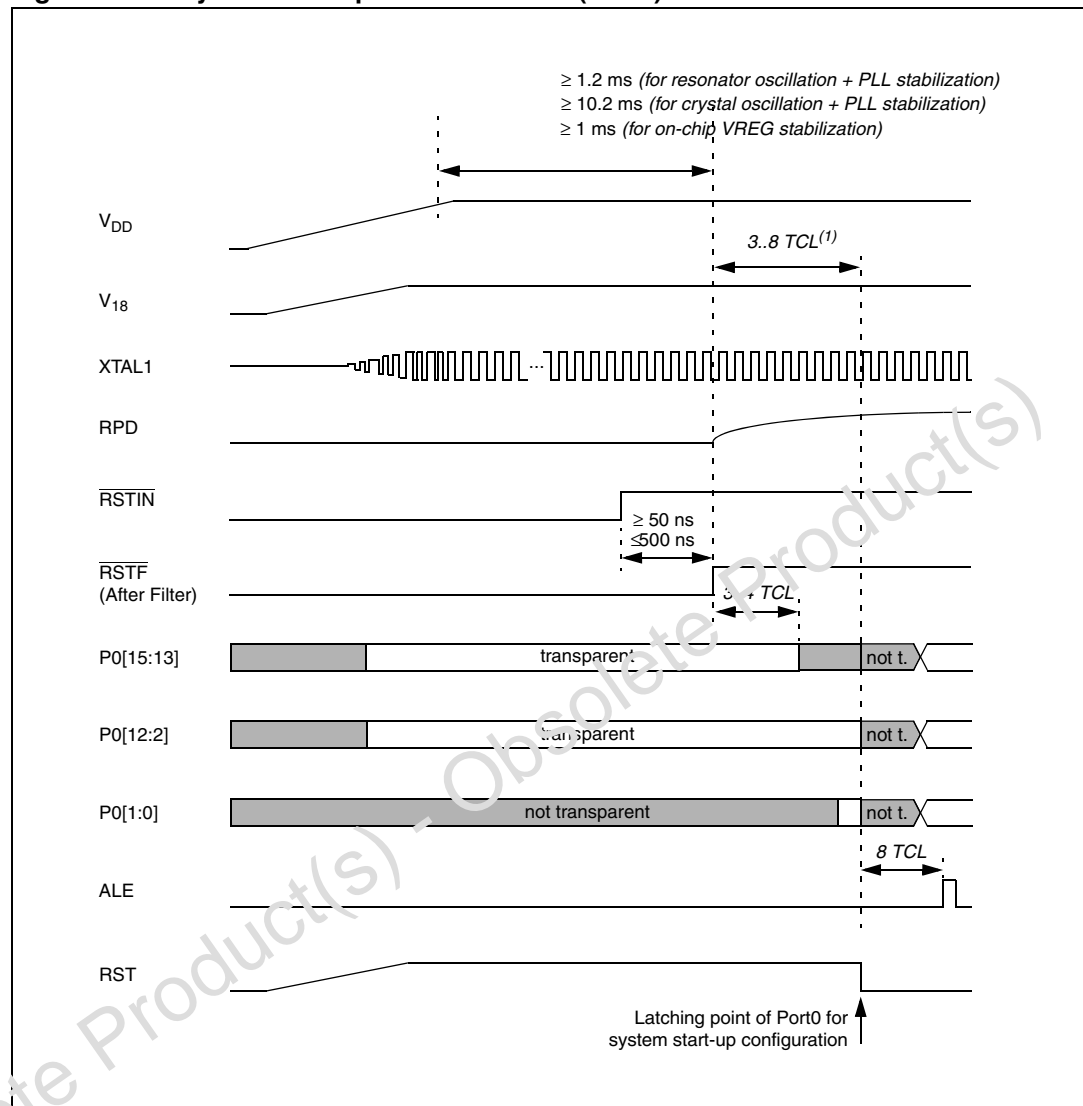 ≥ 1.2 ms (for resonator oscillation + PLL stabilization)
≥ 10.2 ms (for crystal oscillation + PLL stabilization)
≥ 1 ms (for on-chip VREG stabilization)
VDD
3..8 TCL(1)
V18
XTAL1
...
RPD
RSTIN
≥ 50 ns
≤500 ns
RSTF
(After Filter)
TCL
P0[15:13]
transparent
not t.
P0[12:2]
transparent
not t.
P0[1:0]
not transparent
not t.
8 TCL
ALE
RST
Latching point of Port0 for
system start-up configuration
Product(s) - Obsolete Product(s)